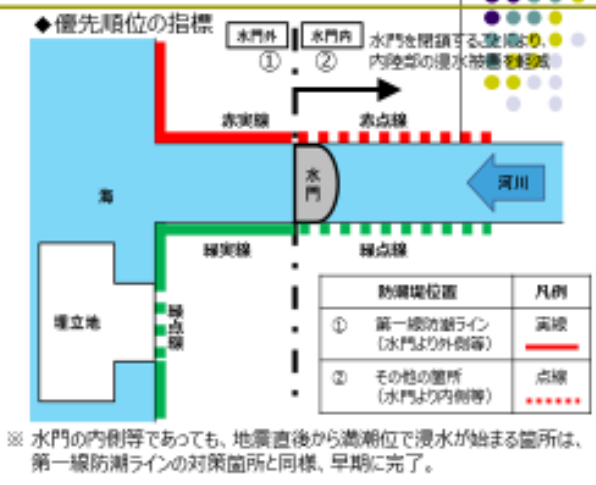 ◆優先順位の指標
水門外
水門内
①
②
水門を閉鎖することにより、
内陸部の浸水被害を軽減
赤実線
赤点線
海
水門
河川
緑実線
緑点線
埋立地
緑点線
防潮堤位置
凡例
① 第一線防潮ライン
(水門より外側等)
実線
② その他の箇所
(水門より内側等)
点線
※ 水門の内側等であっても、地震直後から満潮位で浸水が始まる箇所は、
第一線防潮ラインの対策箇所と同様、早期に完了。